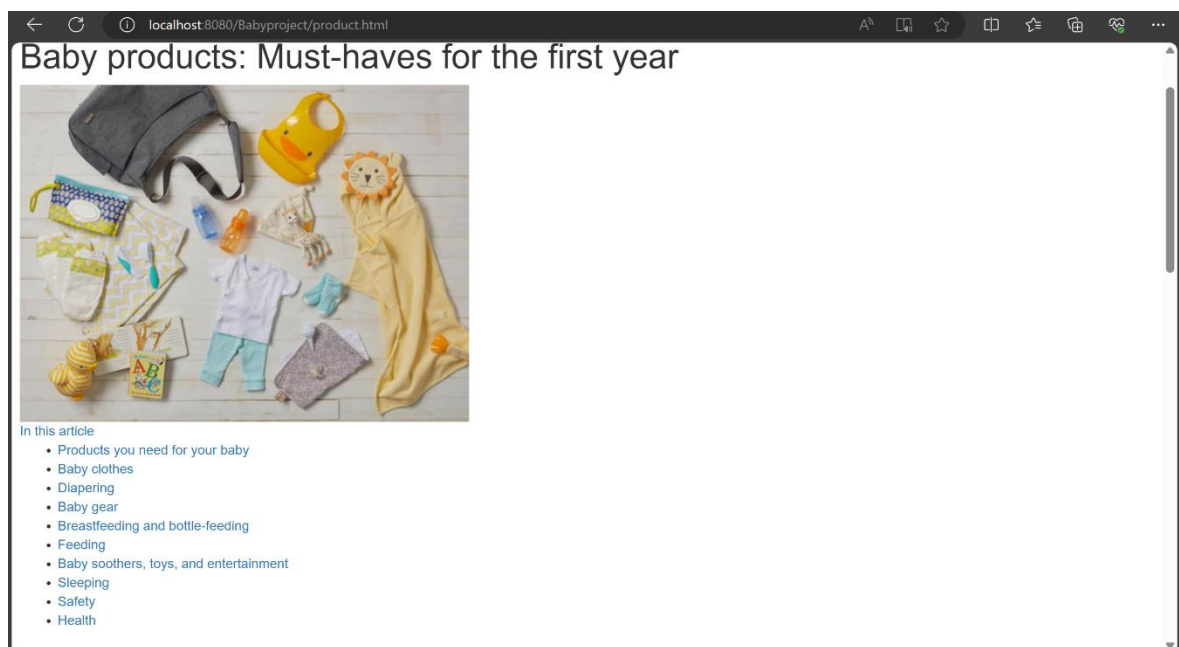 localhost:8080/Babyproject/product.html
Baby products: Must-haves for the first year
ABC
In this article
• Products you need for your baby
• Baby clothes
• Diapering
• Baby gear
• Breastfeeding and bottle-feeding
• Feeding
• Baby soothers, toys, and entertainment
• Sleeping
• Safety
• Health